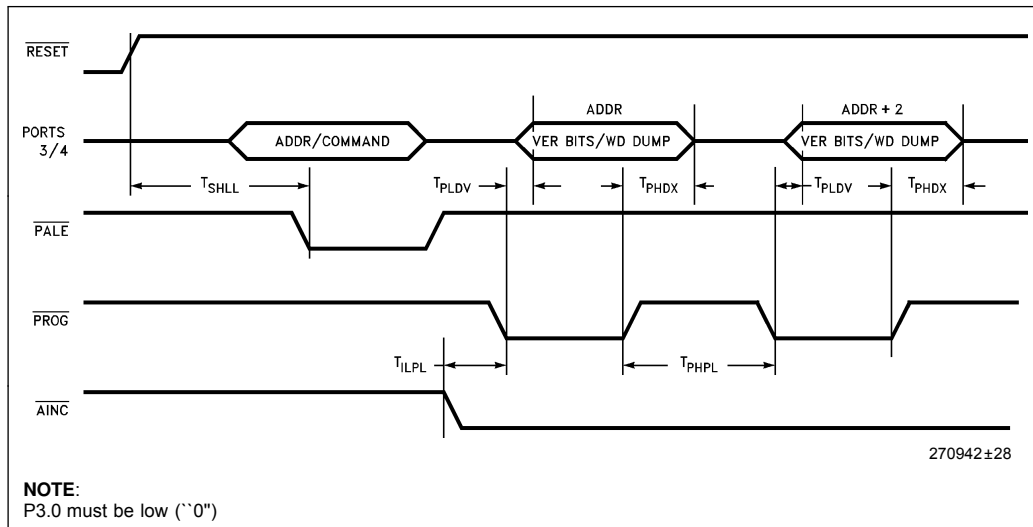 RESET
PORTS
3/4
ADDR/COMMAND
ADDR
VER BITS/WD DUMP
ADDR + 2
VER BITS/WD DUMP
TSHLL
TPLDV
TPHDX
TPLDV
TPHDX
PALE
PROG
TILPL
TPHPL
AINC
270942±28
NOTE:
P3.0 must be low (``0")